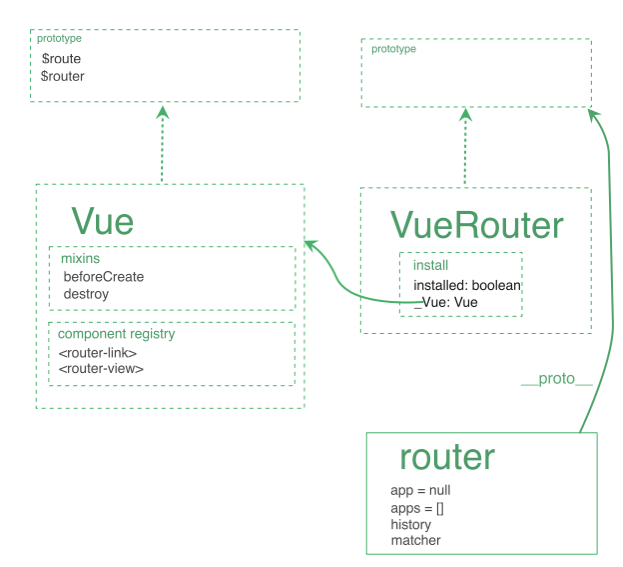 prototype
$route
$router
prototype
Vue
mixins
beforeCreate
destroy
component registry
<router-link>
<router-view>
VueRouter
install
installed: boolean
_Vue: Vue
__proto__
router
app = null
apps = []
history
matcher